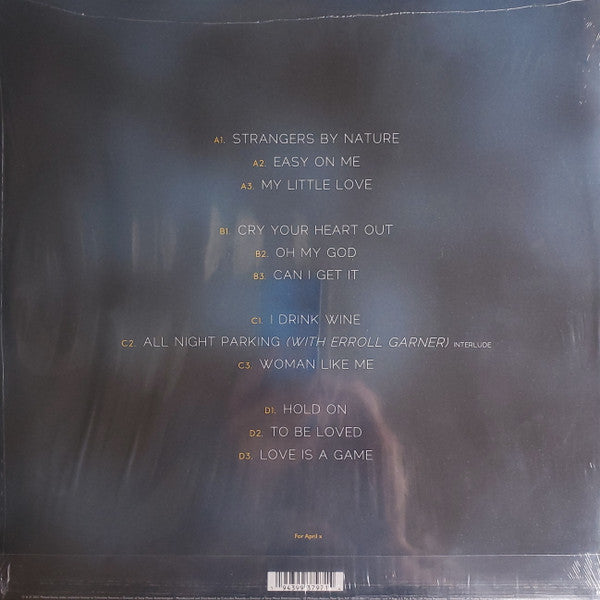 A1. STRANGERS BY NATURE
A2. EASY ON ME
A3. MY LITTLE LOVE
B1. CRY YOUR HEART OUT
B2. OH MY GOD
B3. CAN I GET IT
C1. I DRINK WINE
C2. ALL NIGHT PARKING (WITH ERROLL GARNER) INTERLUDE
C3. WOMAN LIKE ME
D1. HOLD ON
D2. TO BE LOVED
D3. LOVE IS A GAME
For April x